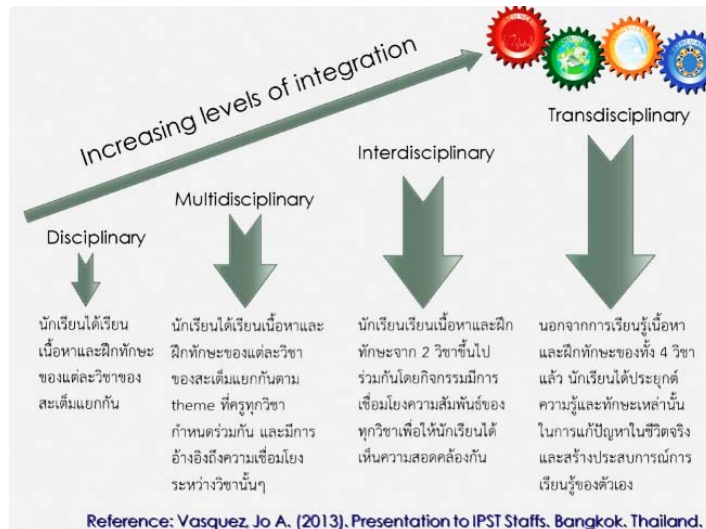 Increasing levels of integration
Transdisciplinary
Interdisciplinary
Multidisciplinary
Disciplinary
นักเรียนได้เรียน
เนื้อหาและฝึกทักษะ
ของแต่ละวิชาของ
สะเต็มแยกกัน
นักเรียนได้เรียนเนื้อหาและ
ฝึกทักษะของแต่ละวิชา
ของสะเต็มแยกกันตาม
theme ที่ครูทุกวิชา
กำหนดร่วมกัน และมีการ
อ้างอิงถึงความเชื่อมโยง
ระหว่างวิชานั้นๆ
นักเรียนเรียนเนื้อหาและฝึก
ทักษะจาก 2 วิชาขึ้นไป
ร่วมกันโดยกิจกรรมมีการ
เชื่อมโยงความสัมพันธ์ของ
ทุกวิชาเพื่อให้นักเรียนได้
เห็นความสอดคล้องกัน
นอกจากการเรียนรู้เนื้อหา
และฝึกทักษะของทั้ง 4 วิชา
แล้ว นักเรียนได้ประยุกต์
ความรู้และทักษะเหล่านั้น
ในการแก้ปัญหาในชีวิตจริง
และสร้างประสบการณ์การ
เรียนรู้ของตัวเอง
Reference: Vasquez, Jo A. (2013). Presentation to IPST Staffs. Bangkok, Thailand.